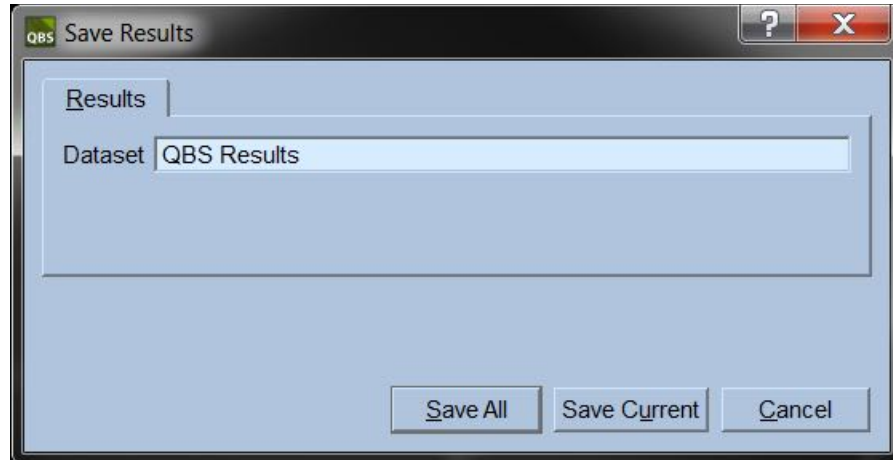 QBS Save Results
?
X
Results
Dataset QBS Results
Save All Save Current Cancel